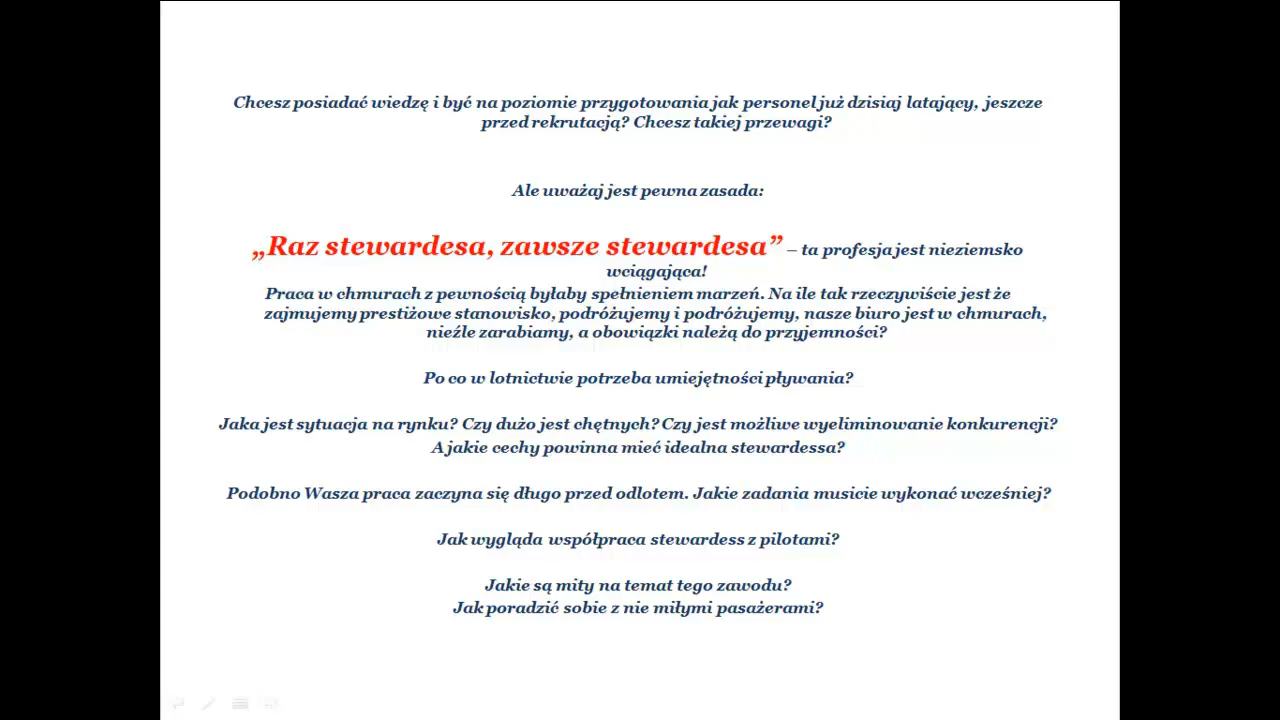 Chcesz posiadać wiedzę i być na poziomie przygotowania jak personel już dzisiaj latający, jeszcze
przed rekrutacją? Chcesz takiej przewagi?
Ale uważaj jest pewna zasada:
„Raz stewardesa, zawsze stewardesa” – ta profesja jest nieziemsko
wciągająca!
Praca w chmurach z pewnością byłaby spełnieniem marzeń. Na ile tak rzeczywiście jest że
zajmujemy prestiżowe stanowisko, podróżujemy i podróżujemy, nasze biuro jest w chmurach,
nieźle zarabiamy, a obowiązki należą do przyjemności?
Po co w lotnictwie potrzeba umiejętności pływania?
Jaka jest sytuacja na rynku? Czy dużo jest chętnych? Czy jest możliwe wyeliminowanie konkurencji?
A jakie cechy powinna mieć idealna stewardessa?
Podobno Wasza praca zaczyna się długo przed odlotem. Jakie zadania musicie wykonać wcześniej?
Jak wygląda współpraca stewardess z pilotami?
Jakie są mity na temat tego zawodu?
Jak poradzić sobie z nie miłymi pasażerami?